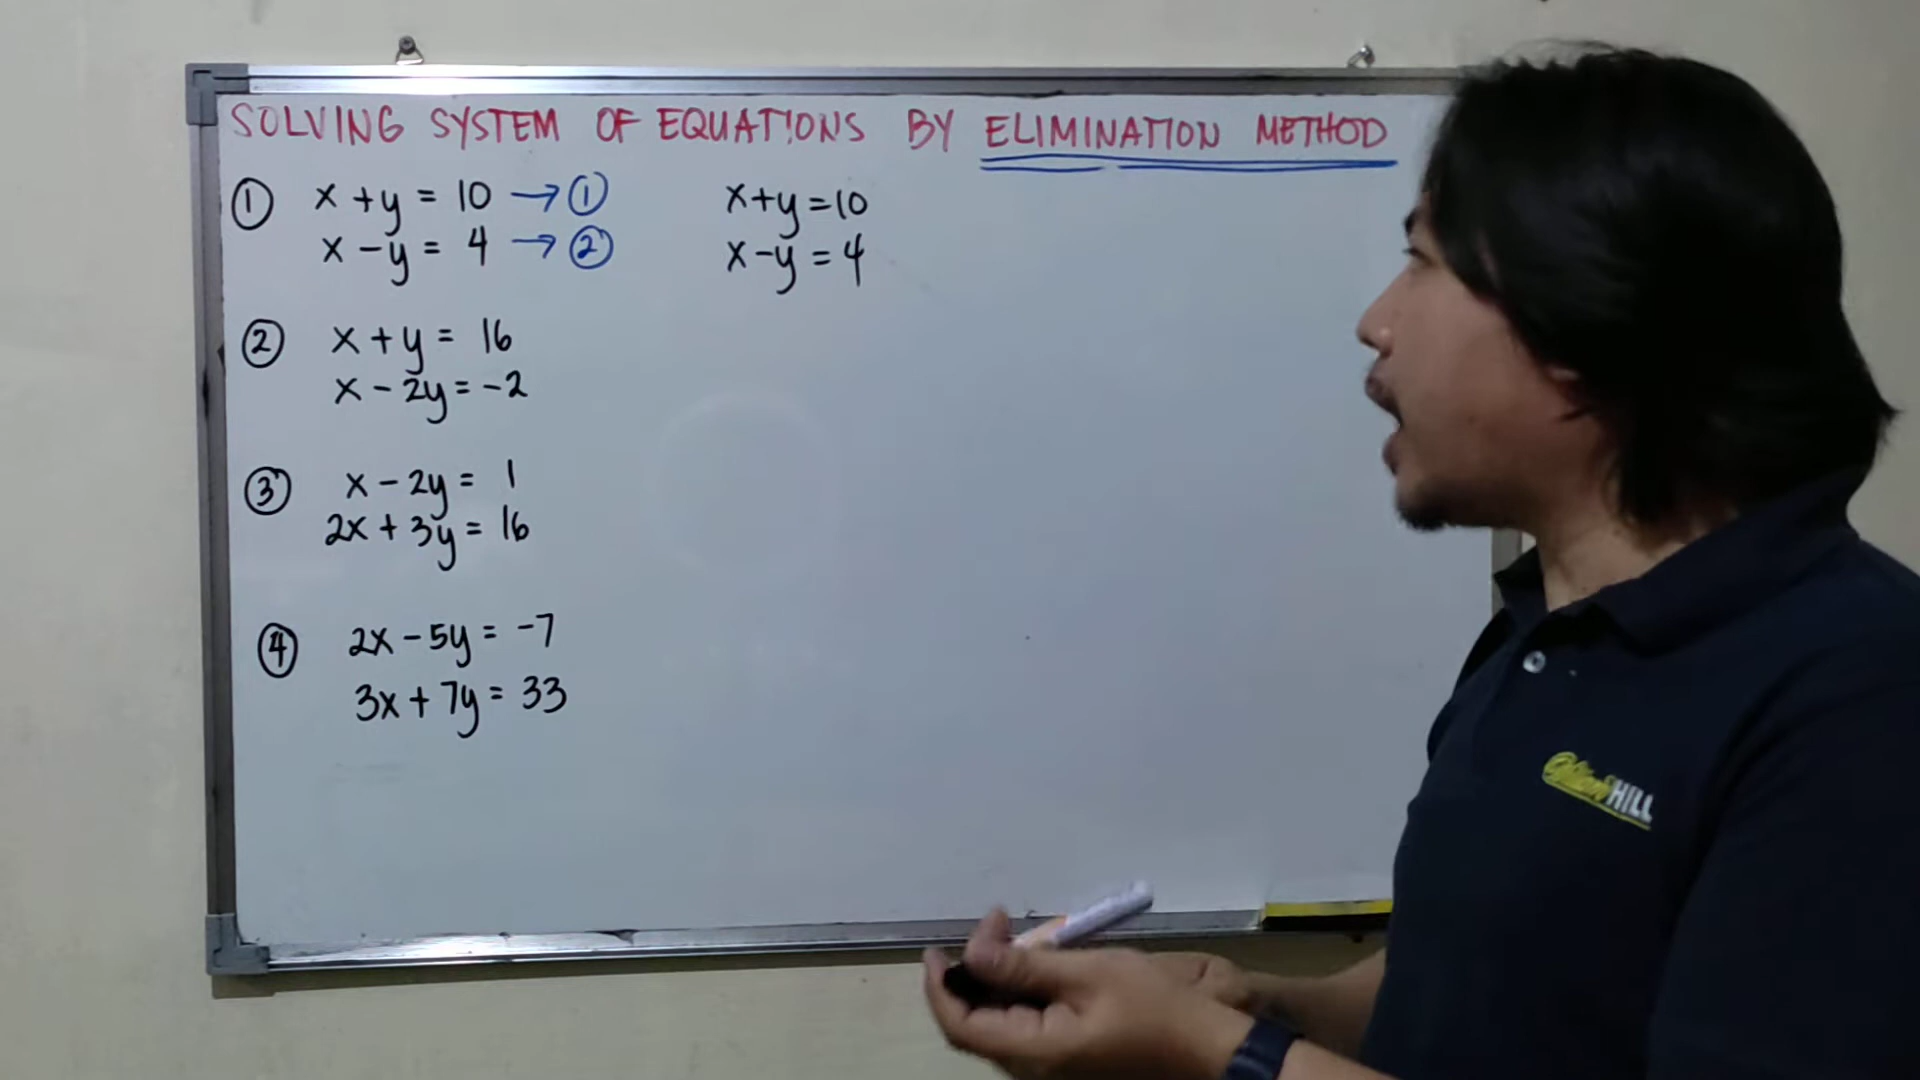 SOLVING SYSTEM OF EQUATIONS BY ELIMINATION METHOD
① x + y = 10 → ①
x - y = 4 → ②
x+y=10
x-y=4
② x + y = 16
x - 2y = -2
③ x - 2y = 1
2x + 3y = 16
④ 2x - 5y = -7
3x + 7y = 33
HILL